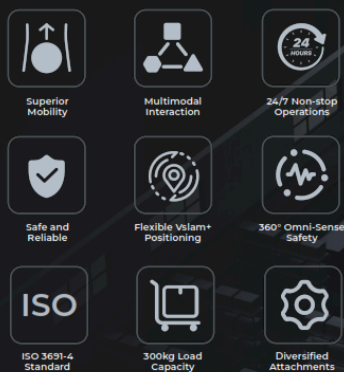 Superior
Mobility
Multimodal
Interaction
24
HOURS
24/7 Non-stop
Operations
Safe and
Reliable
Flexible Vslam+
Positioning
360° Omni-Sense
Safety
ISO
ISO 3691-4
Standard
300kg Load
Capacity
Diversified
Attachments